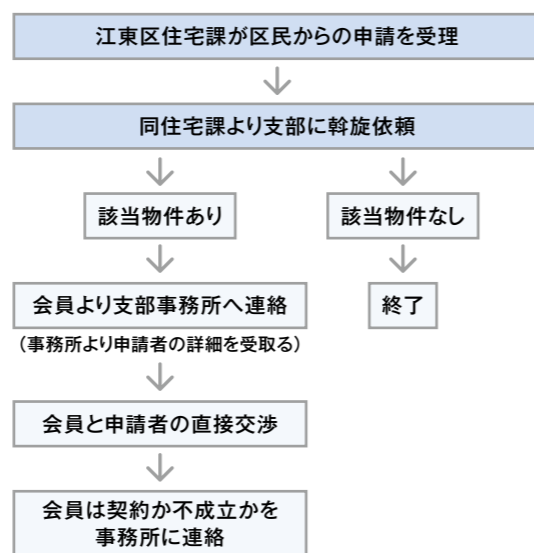 江東区住宅課が区民からの申請を受理
同住宅課より支部に斡旋依頼
該当物件あり
該当物件なし
会員より支部事務所へ連絡
終了
（事務所より申請者の詳細を受取る）
会員と申請者の直接交渉
会員は契約か不成立かを
事務所に連絡